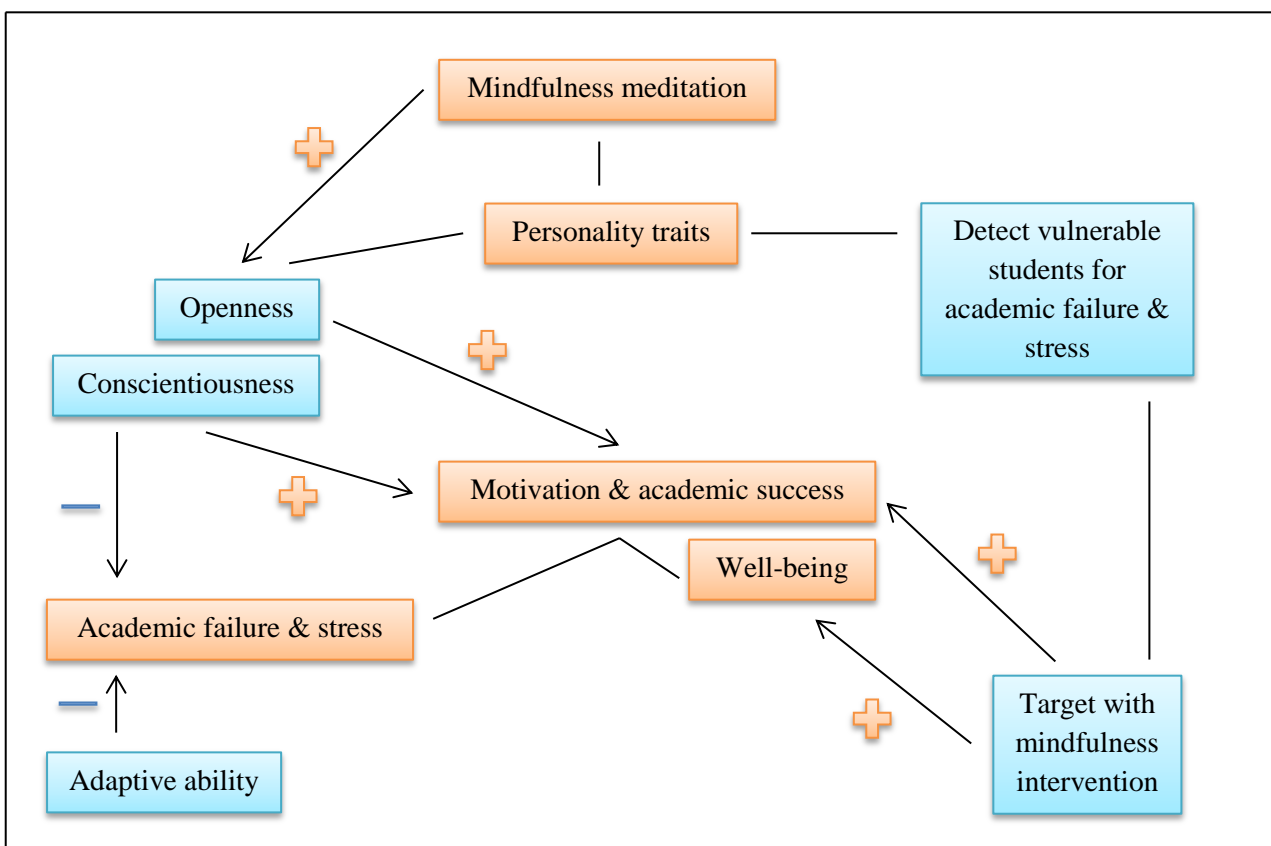 Mindfulness meditation
Personality traits
Detect vulnerable
students for
academic failure &
stress
Openness
Conscientiousness
Motivation & academic success
Well-being
Academic failure & stress
Target with
mindfulness
intervention
Adaptive ability